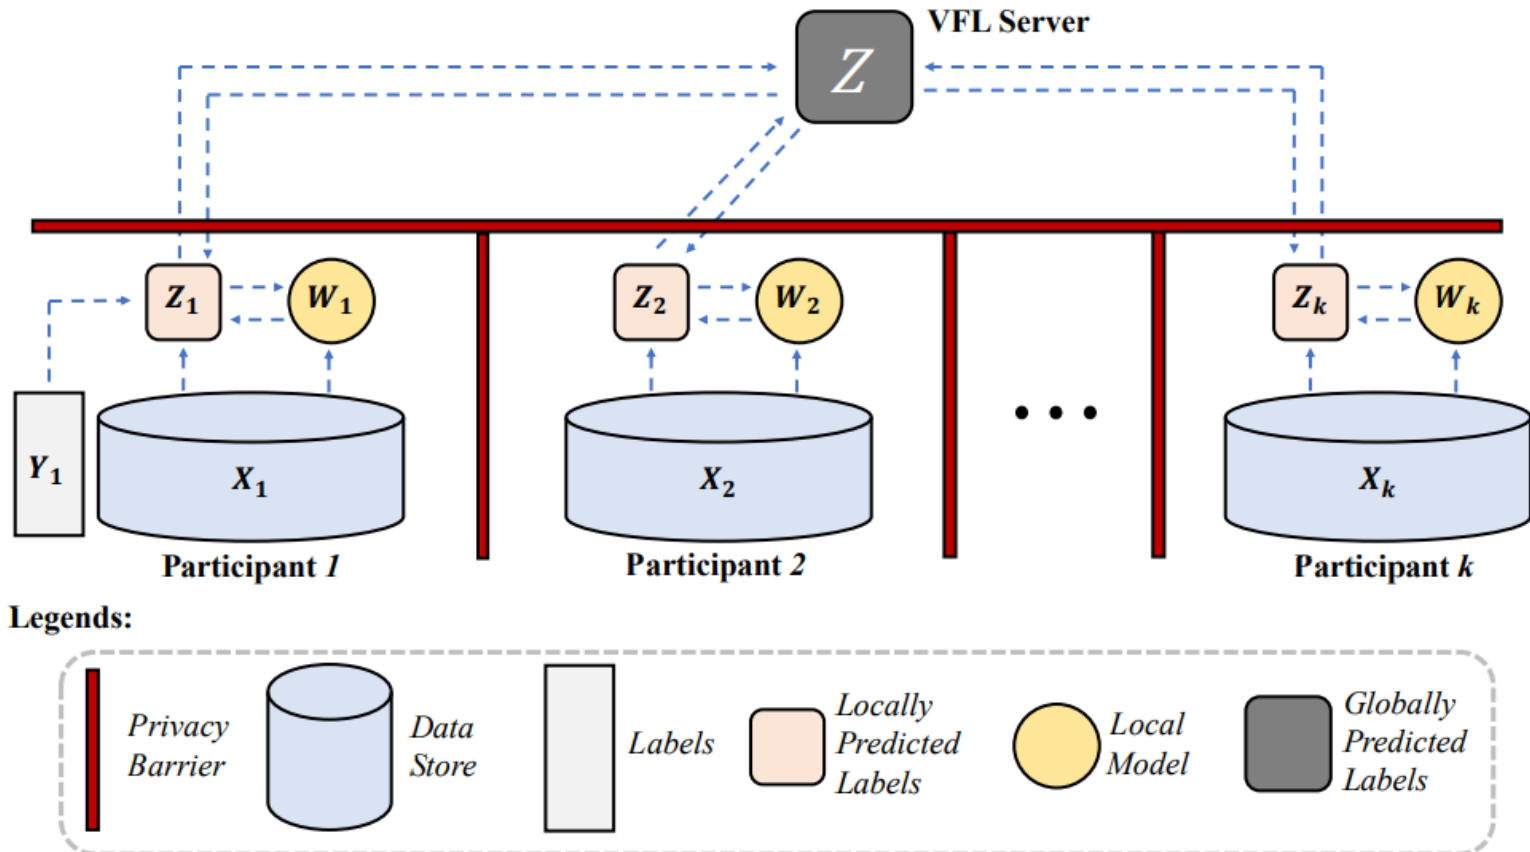 VFL Server
Z
Z₁ W₁ Z₂ W₂ Zₖ Wₖ
Y₁ X₁ X₂ • • • Xₖ
Participant 1 Participant 2 Participant k
Legends:
Privacy
Barrier
Data
Store
Labels
Locally
Predicted
Labels
Local
Model
Globally
Predicted
Labels